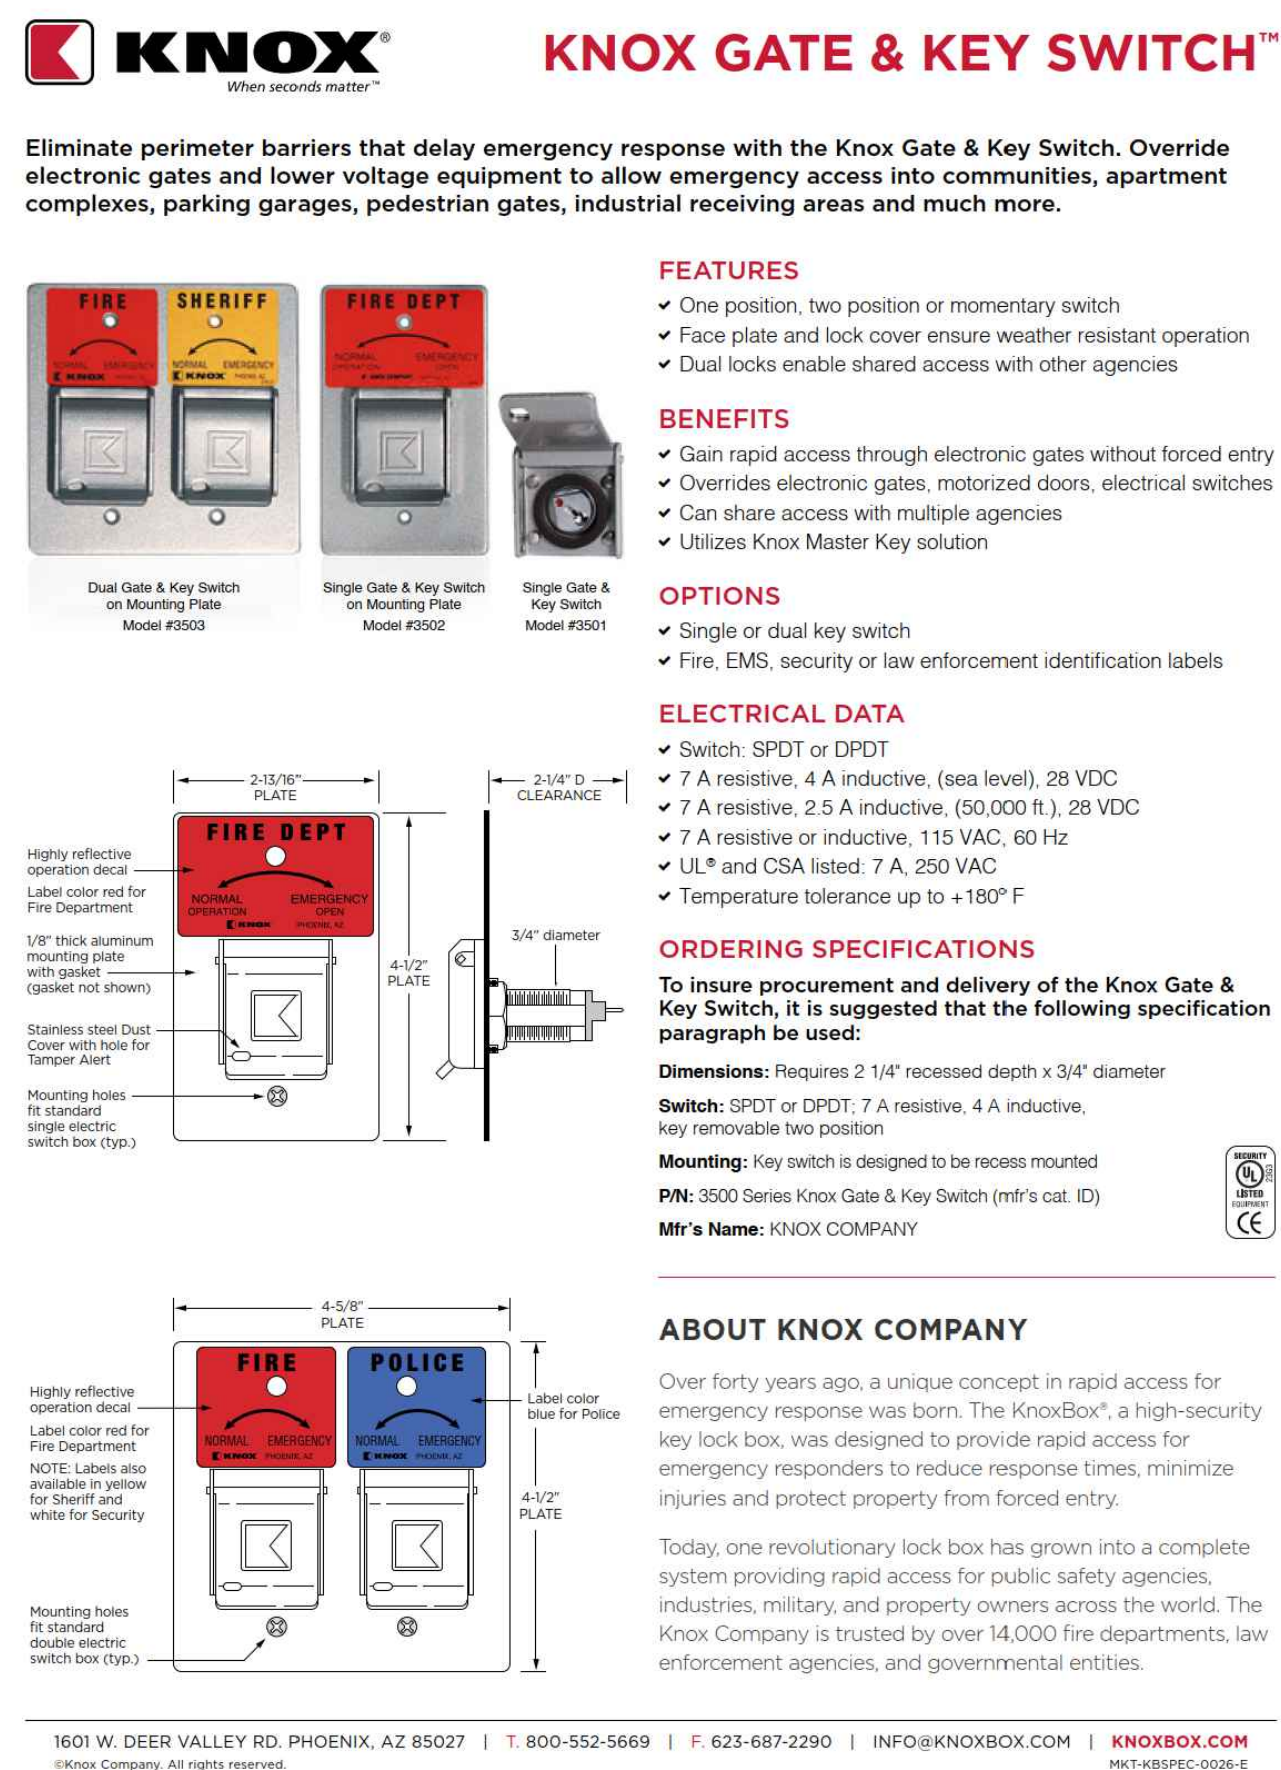 KNOX®
When seconds matter™
KNOX GATE & KEY SWITCH™
Eliminate perimeter barriers that delay emergency response with the Knox Gate & Key Switch. Override
electronic gates and lower voltage equipment to allow emergency access into communities, apartment
complexes, parking garages, pedestrian gates, industrial receiving areas and much more.
FIRE
NORMAL EMERGENCY
KNOX
SHERIFF
NORMAL EMERGENCY
KNOX
FIRE DEPT
NORMAL OPERATION
EMERGENCY OPEN
Dual Gate & Key Switch
on Mounting Plate
Model #3503
Single Gate & Key Switch
on Mounting Plate
Model #3502
Single Gate &
Key Switch
Model #3501
2-13/16"
PLATE
2-1/4" D
CLEARANCE
FIRE DEPT
NORMAL
OPERATION
EMERGENCY
OPEN
KNOX PHOENIX, AZ
Highly reflective
operation decal
Label color red for
Fire Department
1/8" thick aluminum
mounting plate
with gasket
(gasket not shown)
Stainless steel Dust
Cover with hole for
Tamper Alert
Mounting holes
fit standard
single electric
switch box (typ.)
4-1/2"
PLATE
3/4" diameter
4-5/8"
PLATE
FIRE
NORMAL EMERGENCY
KNOX PHOENIX, AZ
POLICE
NORMAL EMERGENCY
KNOX PHOENIX, AZ
Highly reflective
operation decal
Label color red for
Fire Department
NOTE: Labels also
available in yellow
for Sheriff and
white for Security
Mounting holes
fit standard
double electric
switch box (typ.)
Label color
blue for Police
4-1/2"
PLATE
FEATURES
✔ One position, two position or momentary switch
✔ Face plate and lock cover ensure weather resistant operation
✔ Dual locks enable shared access with other agencies
BENEFITS
✔ Gain rapid access through electronic gates without forced entry
✔ Overrides electronic gates, motorized doors, electrical switches
✔ Can share access with multiple agencies
✔ Utilizes Knox Master Key solution
OPTIONS
✔ Single or dual key switch
✔ Fire, EMS, security or law enforcement identification labels
ELECTRICAL DATA
✔ Switch: SPDT or DPDT
✔ 7 A resistive, 4 A inductive, (sea level), 28 VDC
✔ 7 A resistive, 2.5 A inductive, (50,000 ft.), 28 VDC
✔ 7 A resistive or inductive, 115 VAC, 60 Hz
✔ UL® and CSA listed: 7 A, 250 VAC
✔ Temperature tolerance up to +180° F
ORDERING SPECIFICATIONS
To insure procurement and delivery of the Knox Gate &
Key Switch, it is suggested that the following specification
paragraph be used:
Dimensions: Requires 2 1/4" recessed depth x 3/4" diameter
Switch: SPDT or DPDT; 7 A resistive, 4 A inductive,
key removable two position
Mounting: Key switch is designed to be recess mounted
P/N: 3500 Series Knox Gate & Key Switch (mfr's cat. ID)
Mfr's Name: KNOX COMPANY
SECURITY
UL
LISTED
EQUIPMENT
23G3
CE
ABOUT KNOX COMPANY
Over forty years ago, a unique concept in rapid access for
emergency response was born. The KnoxBox®, a high-security
key lock box, was designed to provide rapid access for
emergency responders to reduce response times, minimize
injuries and protect property from forced entry.
Today, one revolutionary lock box has grown into a complete
system providing rapid access for public safety agencies,
industries, military, and property owners across the world. The
Knox Company is trusted by over 14,000 fire departments, law
enforcement agencies, and governmental entities.
1601 W. DEER VALLEY RD. PHOENIX, AZ 85027 | T. 800-552-5669 | F. 623-687-2290 | INFO@KNOXBOX.COM | KNOXBOX.COM
©Knox Company. All rights reserved.
MKT-KBSPEC-0026-E